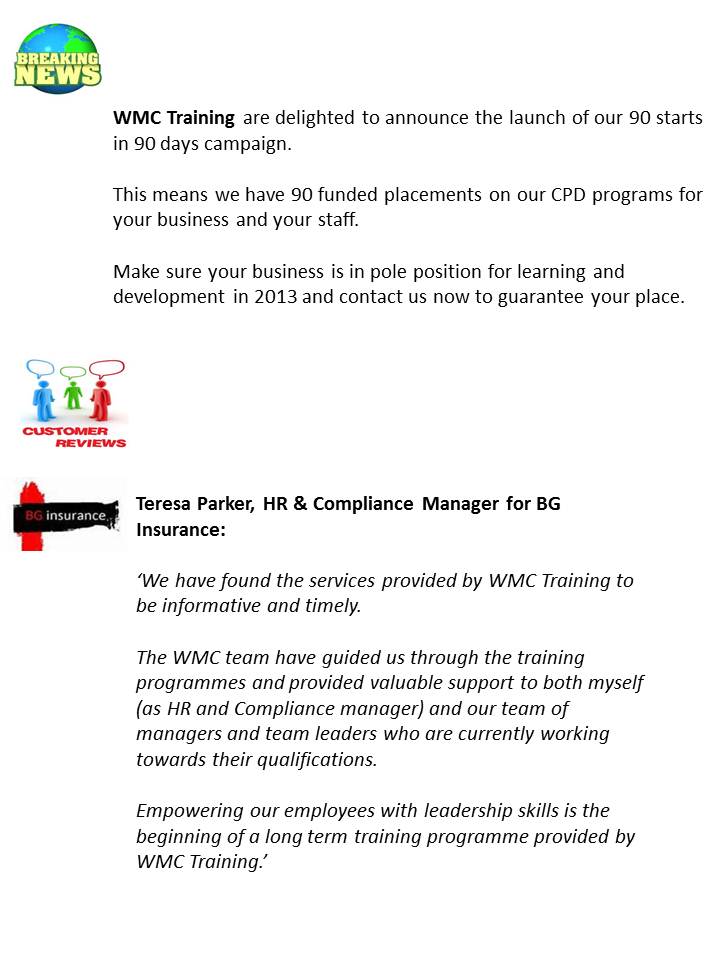 BREAKING
NEWS
WMC Training are delighted to announce the launch of our 90 starts
in 90 days campaign.
This means we have 90 funded placements on our CPD programs for
your business and your staff.
Make sure your business is in pole position for learning and
development in 2013 and contact us now to guarantee your place.
CUSTOMER
REVIEWS
BG insurance
Teresa Parker, HR & Compliance Manager for BG
Insurance:
‘We have found the services provided by WMC Training to
be informative and timely.
The WMC team have guided us through the training
programmes and provided valuable support to both myself
(as HR and Compliance manager) and our team of
managers and team leaders who are currently working
towards their qualifications.
Empowering our employees with leadership skills is the
beginning of a long term training programme provided by
WMC Training.’